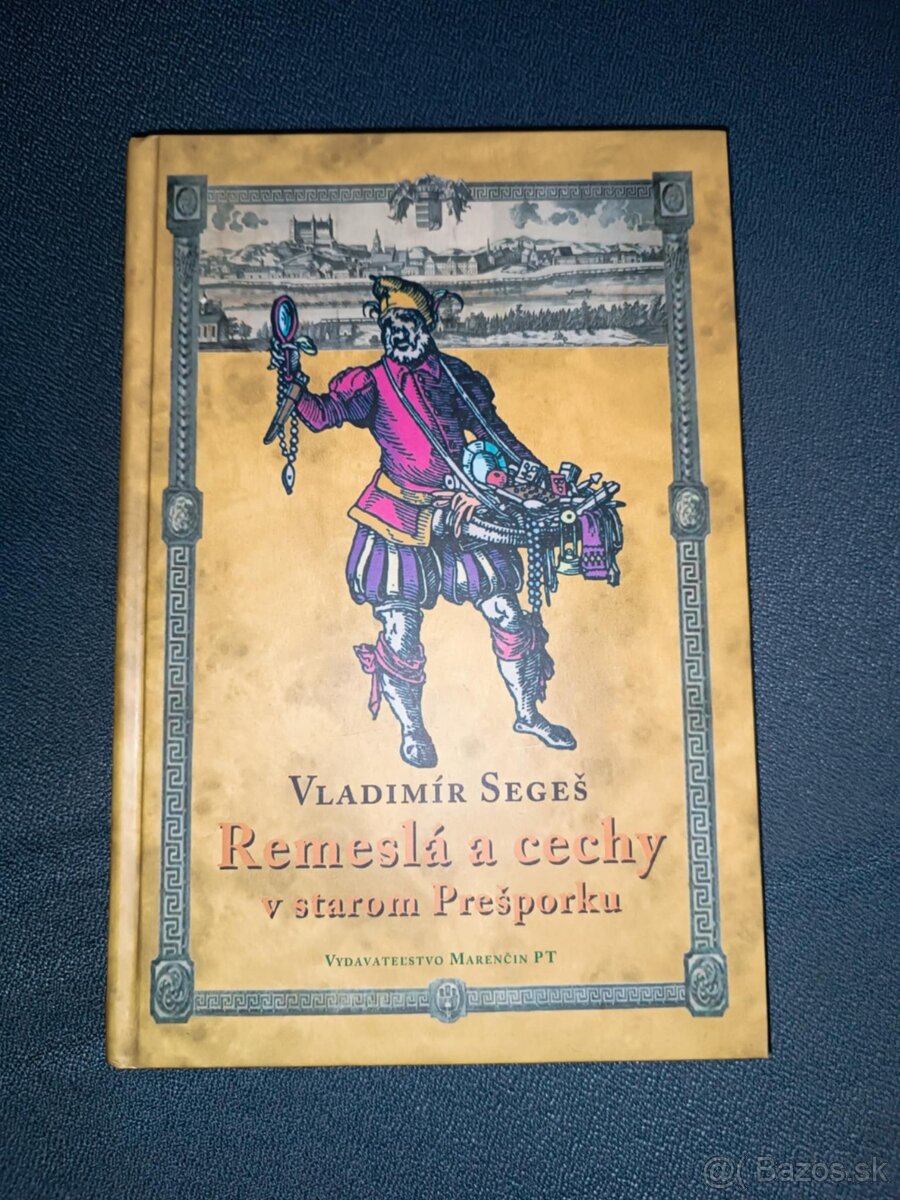 Vladimír Segeš
Remeslá a cechy
v starom Prešporku
Vydavateľstvo Marenčin PT
@( Bazos.sk